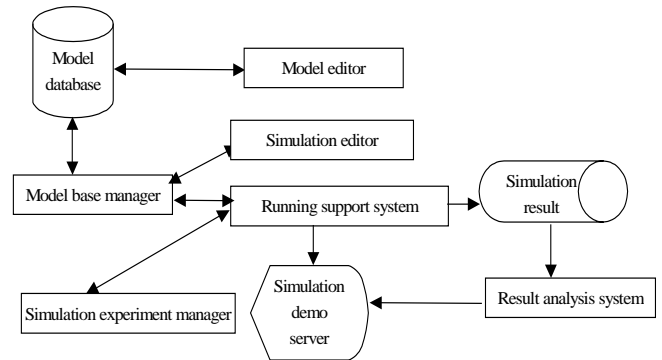 Model
database
Model editor
Simulation editor
Model base manager
Running support system
Simulation
result
Simulation experiment manager
Simulation
demo
server
Result analysis system